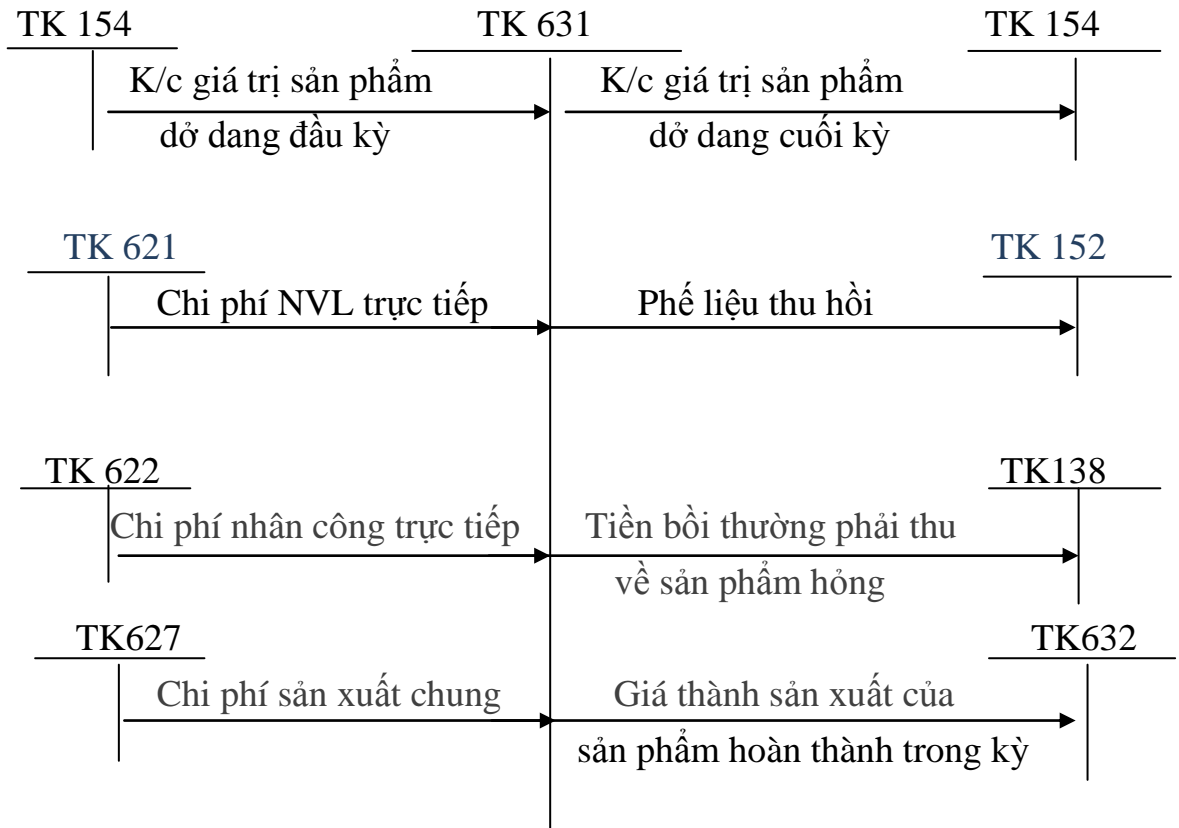 TK 154
TK 631
TK 154
K/c giá trị sản phẩm
dở dang đầu kỳ
K/c giá trị sản phẩm
dở dang cuối kỳ
TK 621
TK 152
Chi phí NVL trực tiếp
Phế liệu thu hồi
TK 622
TK138
Chi phí nhân công trực tiếp
Tiền bồi thường phải thu
về sản phẩm hỏng
TK627
TK632
Chi phí sản xuất chung
Giá thành sản xuất của
sản phẩm hoàn thành trong kỳ